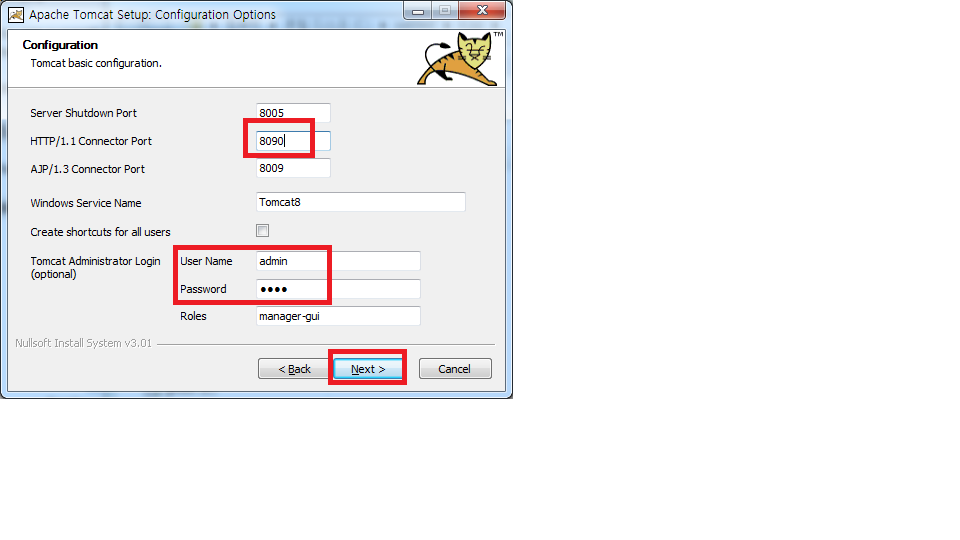 Apache Tomcat Setup: Configuration Options
Configuration
Tomcat basic configuration.
TM
Server Shutdown Port 8005
HTTP/1.1 Connector Port 8090
AJP/1.3 Connector Port 8009
Windows Service Name Tomcat8
Create shortcuts for all users
Tomcat Administrator Login User Name admin
(optional)
Password ●●●●
Roles manager-gui
Nullsoft Install System v3.01
< Back Next > Cancel